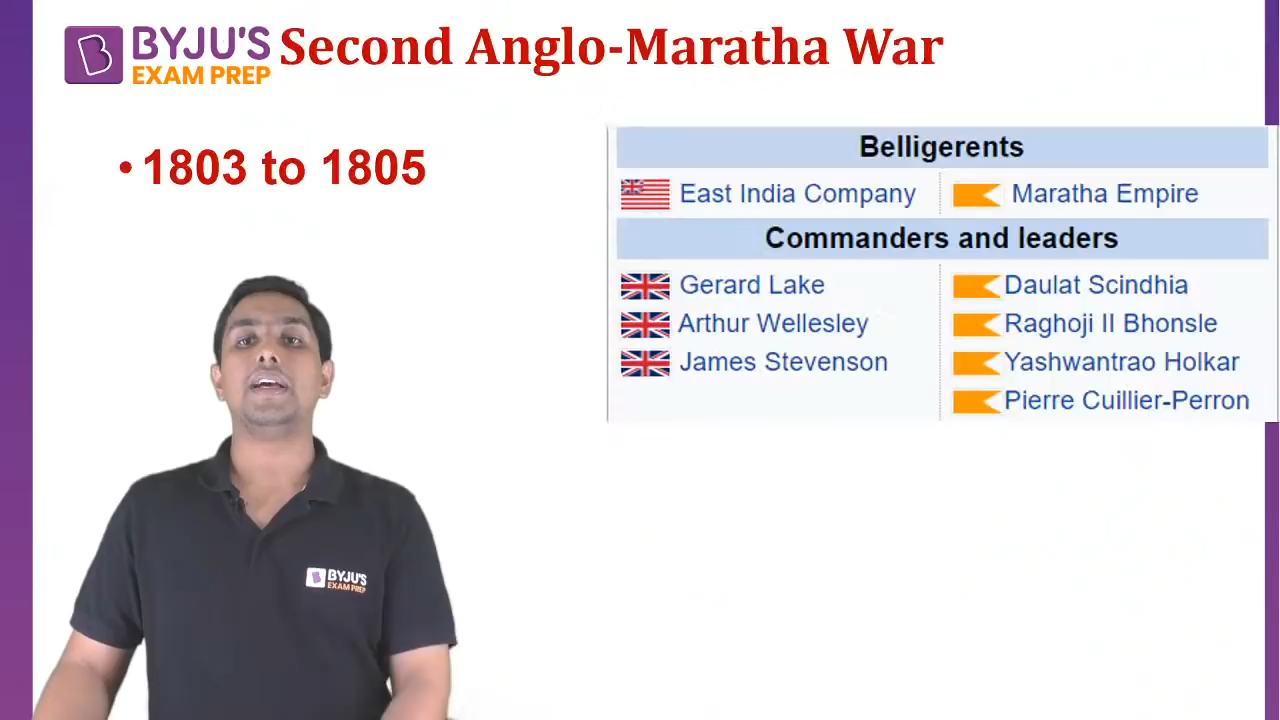 BYJU'S
EXAM PREP
Second Anglo-Maratha War
• 1803 to 1805
Belligerents
East India Company
Maratha Empire
Commanders and leaders
Gerard Lake
Daulat Scindhia
Arthur Wellesley
Raghoji II Bhonsle
James Stevenson
Yashwantrao Holkar
Pierre Cuillier-Perron
BYJU'S
EXAM PREP